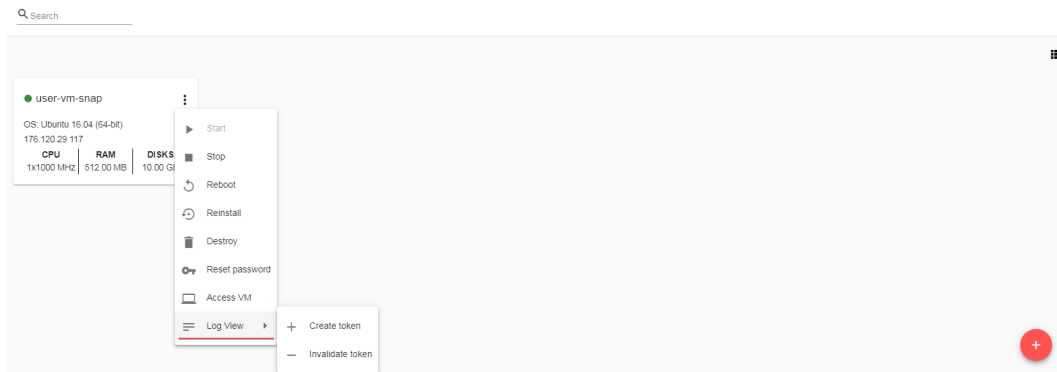 Search
user-vm-snap
OS: Ubuntu 16.04 (64-bit)
176.120.29.117
CPU RAM DISKS
1x1000 MHz 512.00 MB 10.00 GB
Start
Stop
Reboot
Reinstall
Destroy
Reset password
Access VM
Log View
Create token
Invalidate token